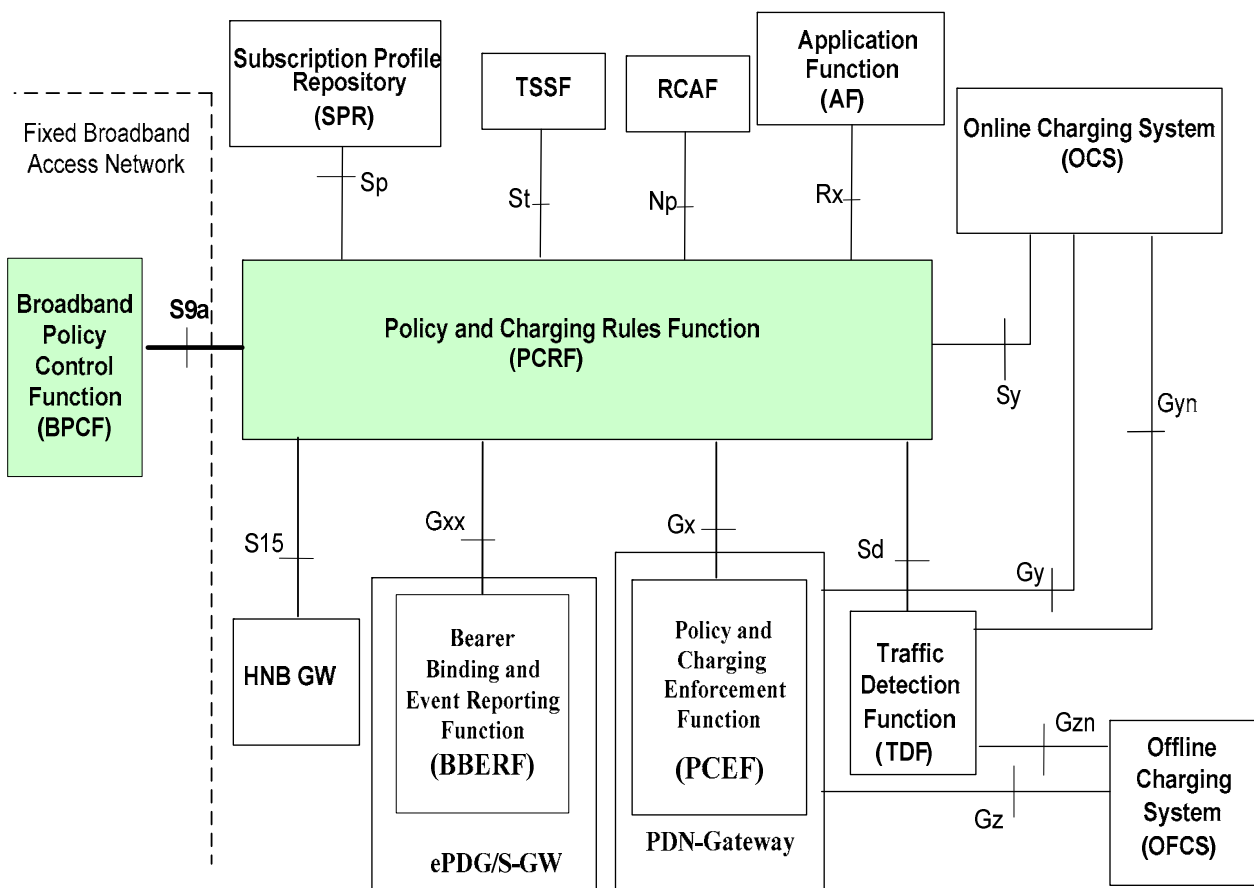 Subscription Profile
Repository
(SPR)
TSSF
RCAF
Application
Function
(AF)
Online Charging System
(OCS)
Fixed Broadband
Access Network
Sp
St
Np
Rx
Broadband
Policy
Control
Function
(BPCF)
S9a
Policy and Charging Rules Function
(PCRF)
Sy
Gyn
S15
Gxx
Gx
Sd
Gy
HNB GW
Bearer
Binding and
Event Reporting
Function
(BBERF)
ePDG/S-GW
Policy and
Charging
Enforcement
Function
(PCEF)
PDN-Gateway
Traffic
Detection
Function
(TDF)
Gzn
Gz
Offline
Charging
System
(OFCS)